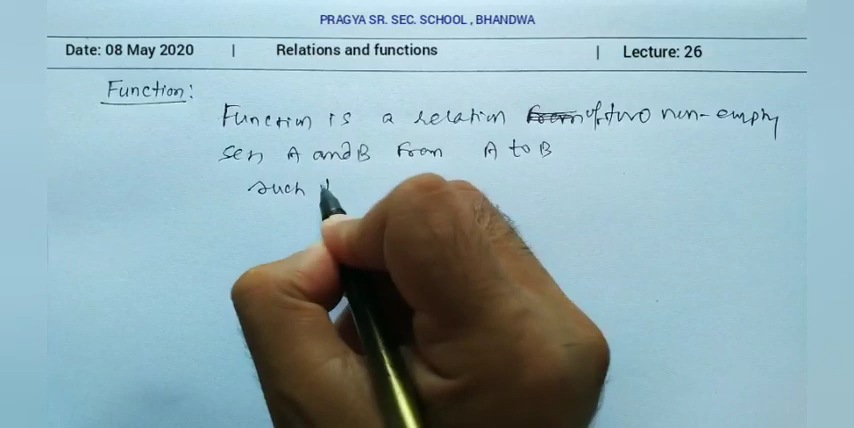 PRAGYA SR. SEC. SCHOOL , BHANDWA
Date: 08 May 2020 | Relations and functions | Lecture: 26
Function:
Function is a relation of two non-empty
sets A and B from A to B
such